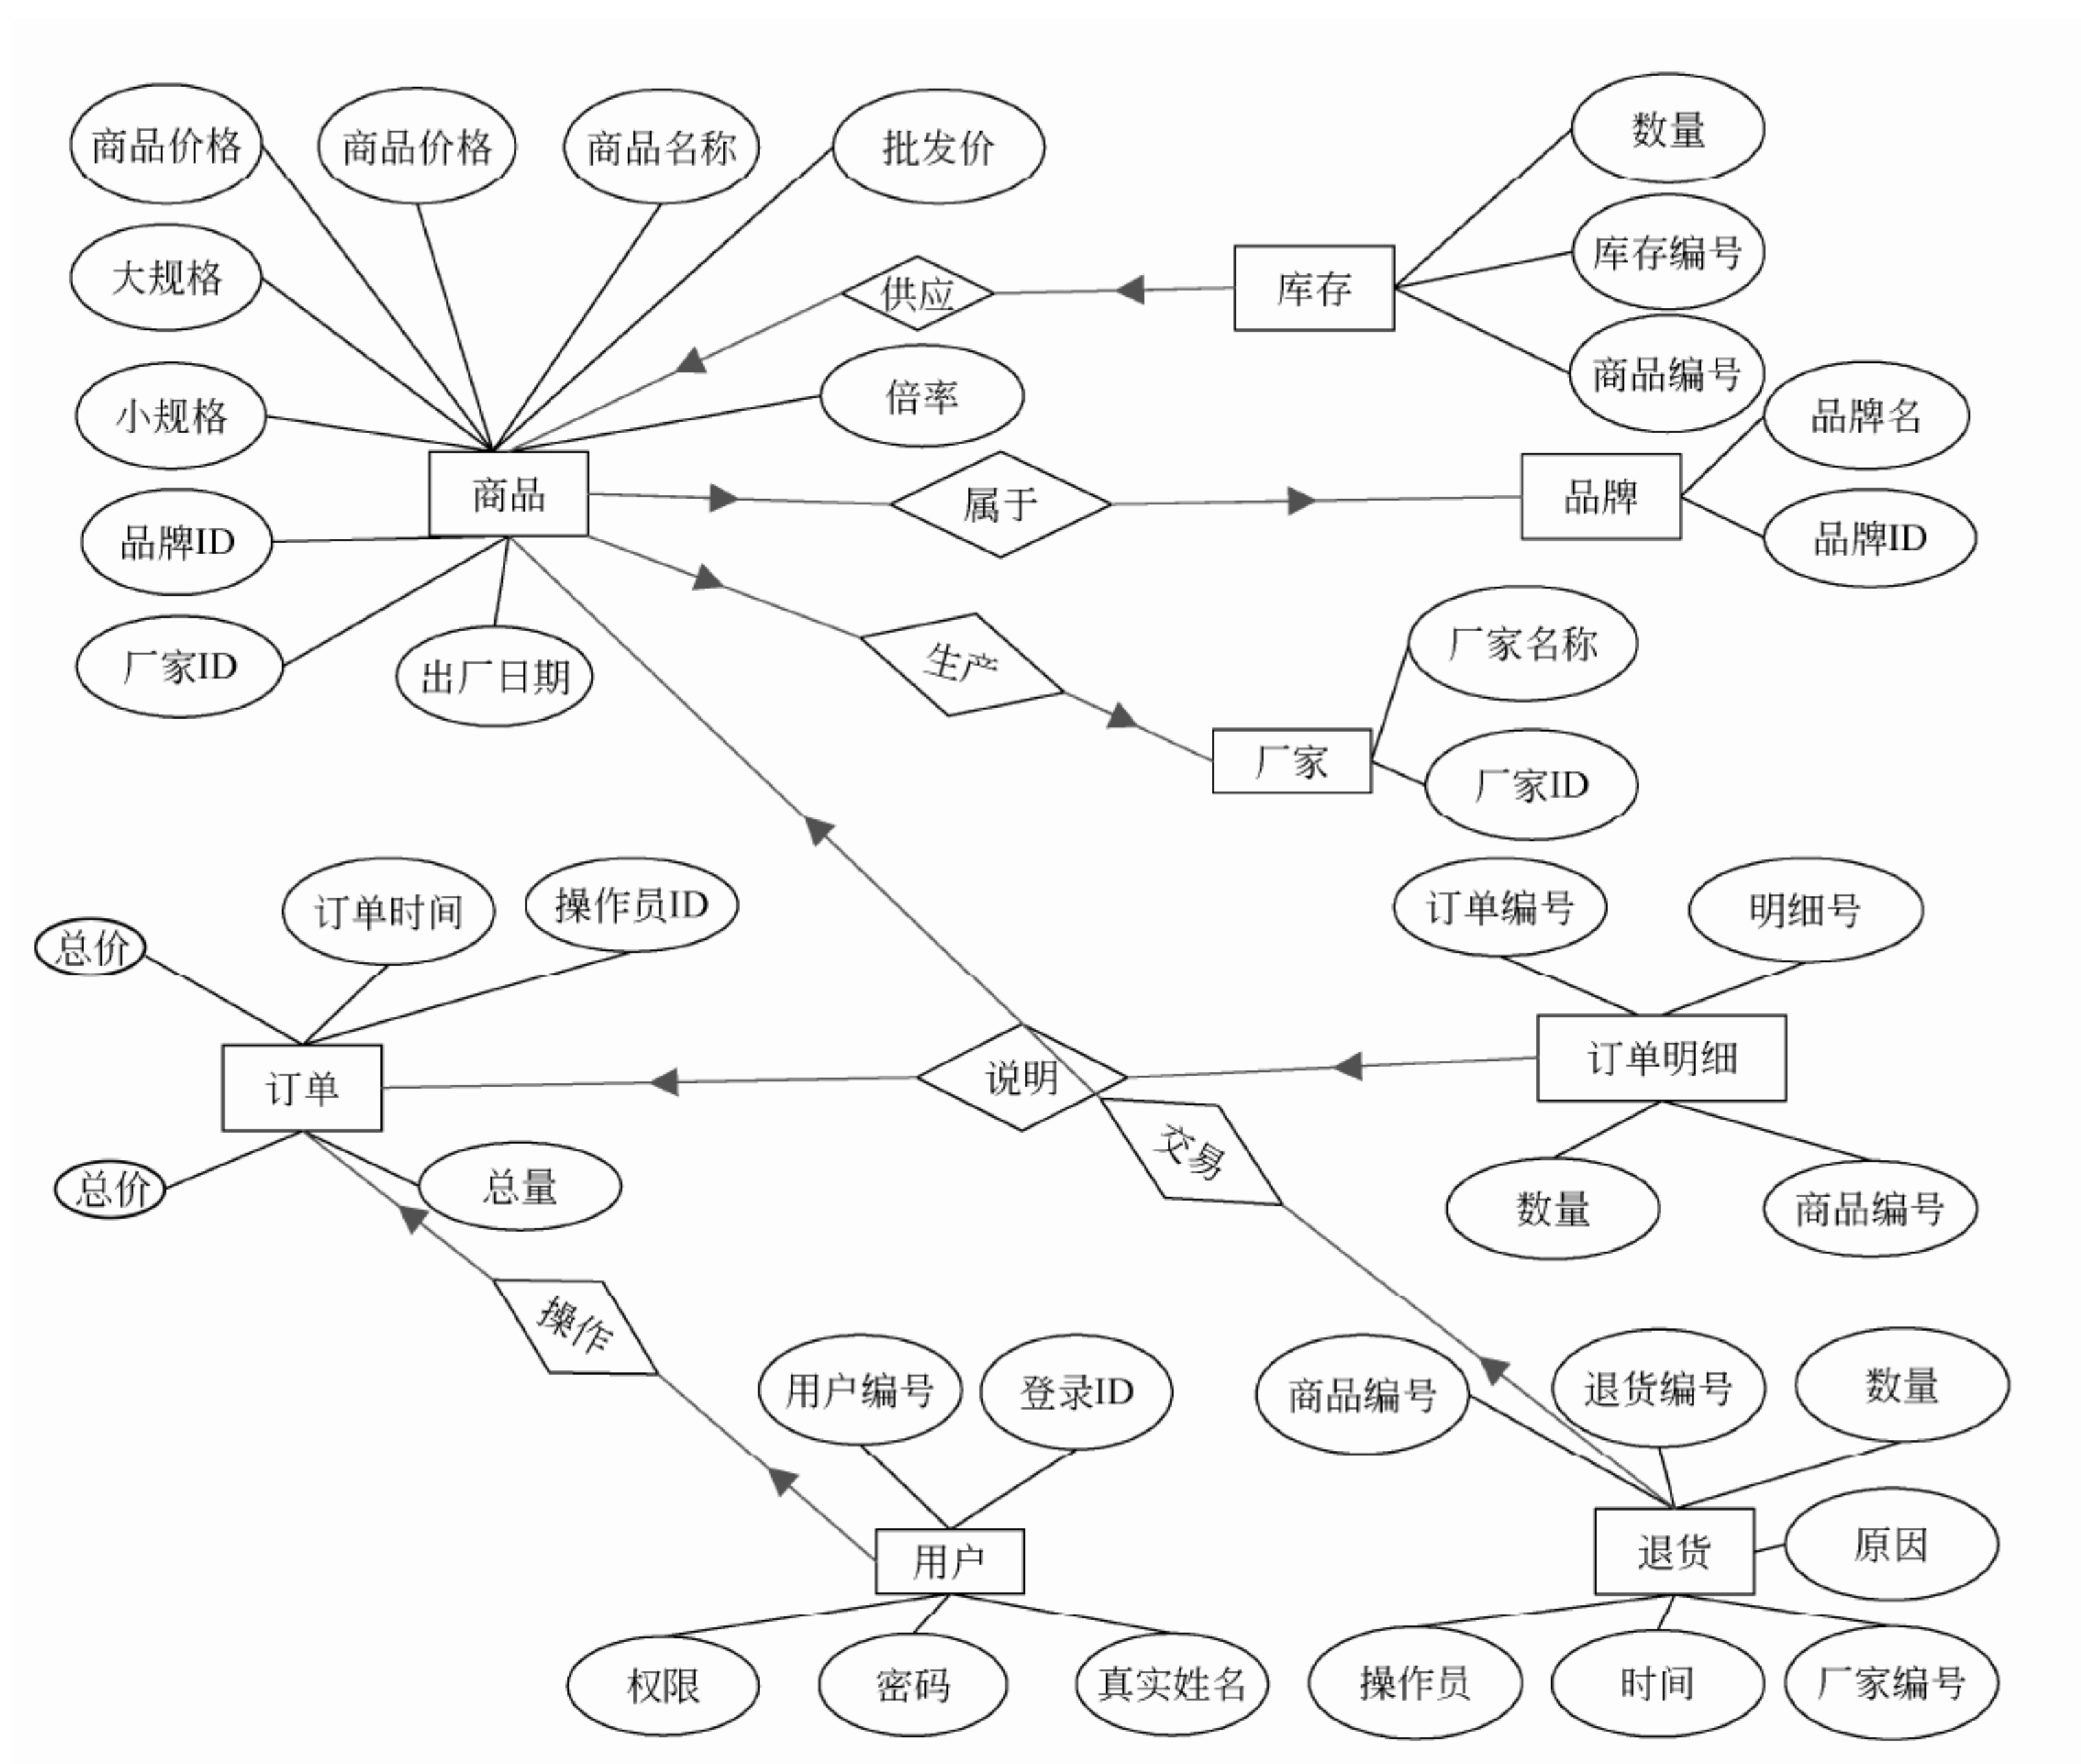 商品价格
商品价格
商品名称
批发价
数量
大规格
供应
库存
库存编号
商品编号
小规格
倍率
品牌名
商品
属于
品牌
品牌ID
品牌ID
厂家ID
出厂日期
生产
厂家名称
厂家
厂家ID
总价
订单时间
操作员ID
订单编号
明细号
订单
说明
订单明细
总价
总量
交易
数量
商品编号
操作
用户编号
登录ID
商品编号
退货编号
数量
用户
退货
原因
权限
密码
真实姓名
操作员
时间
厂家编号